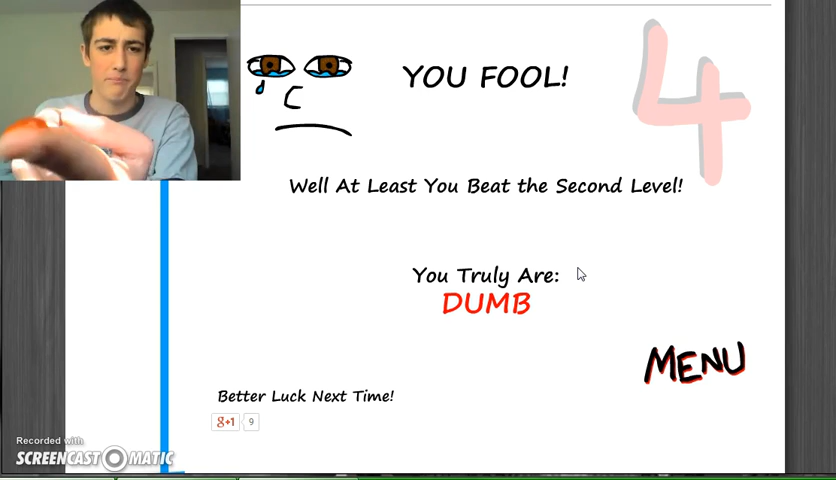 YOU FOOL!
4
Well At Least You Beat the Second Level!
You Truly Are:
DUMB
MENU
Better Luck Next Time!
g+1 9
Recorded with
SCREENCAST O MATIC